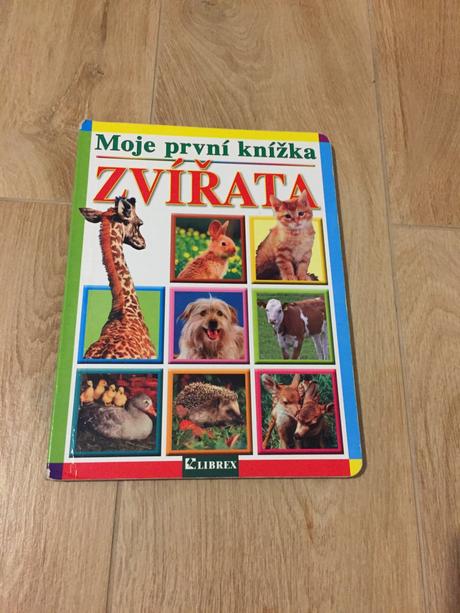 Moje první knížka
ZVÍŘATA
LIBREX